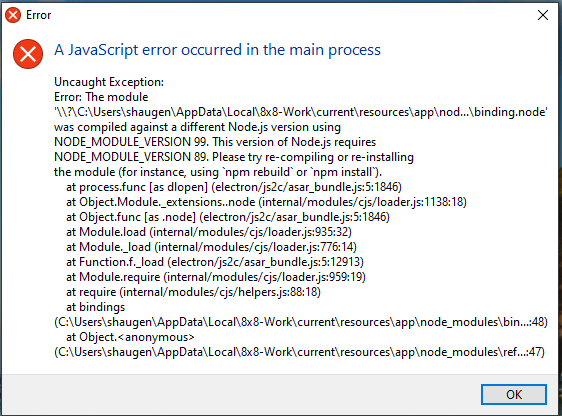 Error
A JavaScript error occurred in the main process
Uncaught Exception:
Error: The module
'\\?\C:\Users\shaugen\AppData\Local\8x8-Work\current\resources\app\nod...\binding.node'
was compiled against a different Node.js version using
NODE_MODULE_VERSION 99. This version of Node.js requires
NODE_MODULE_VERSION 89. Please try re-compiling or re-installing
the module (for instance, using `npm rebuild` or `npm install`).
at process.func [as dlopen] (electron/js2c/asar_bundle.js:5:1846)
at Object.Module._extensions..node (internal/modules/cjs/loader.js:1138:18)
at Object.func [as .node] (electron/js2c/asar_bundle.js:5:1846)
at Module.load (internal/modules/cjs/loader.js:935:32)
at Module._load (internal/modules/cjs/loader.js:776:14)
at Function.f._load (electron/js2c/asar_bundle.js:5:12913)
at Module.require (internal/modules/cjs/loader.js:959:19)
at require (internal/modules/cjs/helpers.js:88:18)
at bindings
(C:\Users\shaugen\AppData\Local\8x8-Work\current\resources\app\node_modules\bin...:48)
at Object.<anonymous>
(C:\Users\shaugen\AppData\Local\8x8-Work\current\resources\app\node_modules\ref...:47)
OK